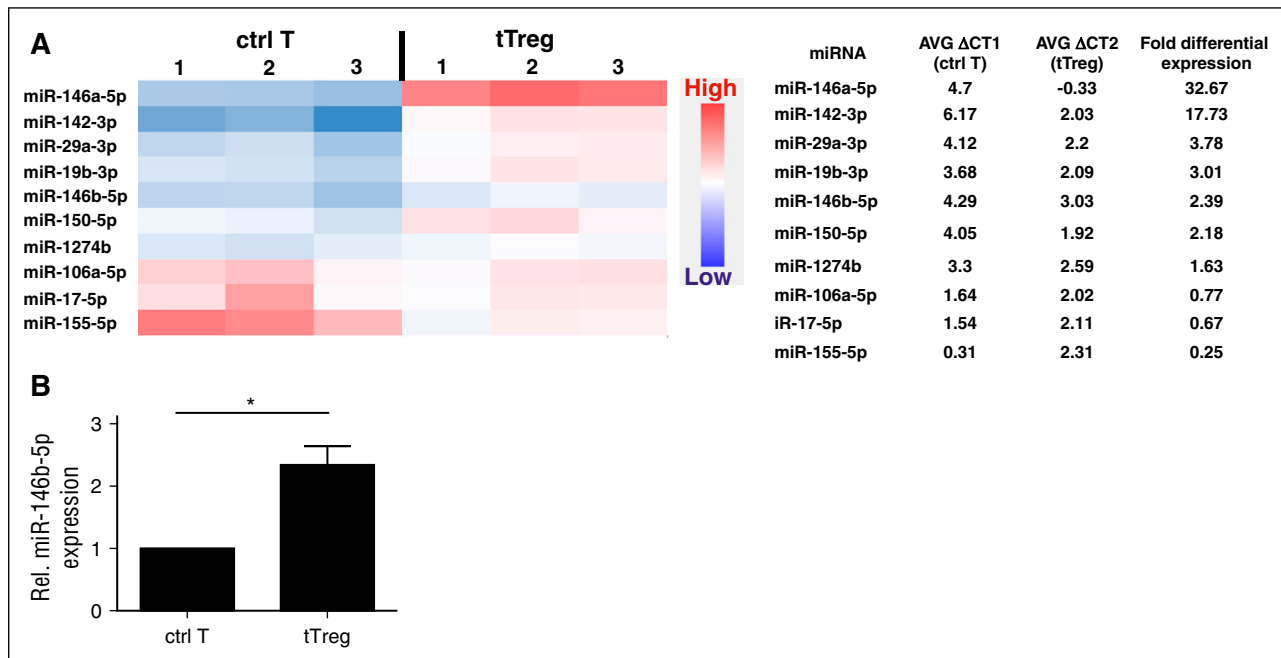 A
ctrl T
tTreg
1 2 3 1 2 3
miR-146a-5p
miR-142-3p
miR-29a-3p
miR-19b-3p
miR-146b-5p
miR-150-5p
miR-1274b
miR-106a-5p
miR-17-5p
miR-155-5p
High
Low
miRNA AVG ΔCT1 (ctrl T) AVG ΔCT2 (tTreg) Fold differential expression
miR-146a-5p 4.7 -0.33 32.67
miR-142-3p 6.17 2.03 17.73
miR-29a-3p 4.12 2.2 3.78
miR-19b-3p 3.68 2.09 3.01
miR-146b-5p 4.29 3.03 2.39
miR-150-5p 4.05 1.92 2.18
miR-1274b 3.3 2.59 1.63
miR-106a-5p 1.64 2.02 0.77
iR-17-5p 1.54 2.11 0.67
miR-155-5p 0.31 2.31 0.25
B
Rel. miR-146b-5p
expression
3
2
1
0
*
ctrl T
tTreg